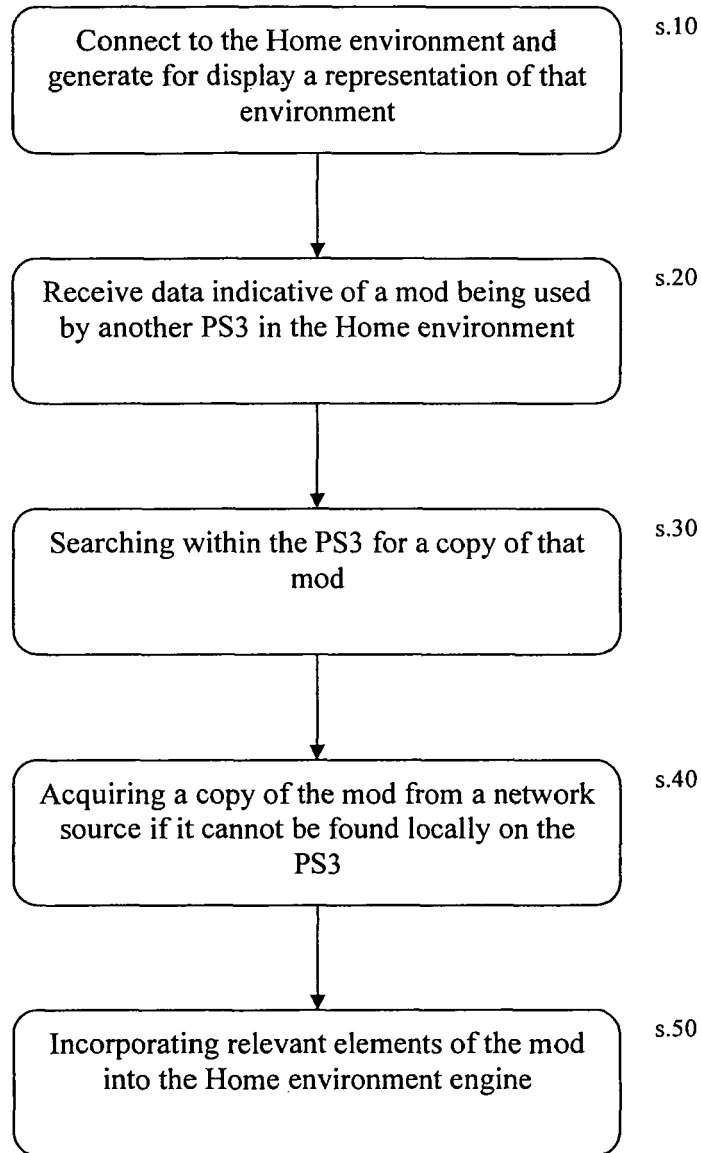 Connect to the Home environment and
generate for display a representation of that
environment
s.10
Receive data indicative of a mod being used
by another PS3 in the Home environment
s.20
Searching within the PS3 for a copy of that
mod
s.30
Acquiring a copy of the mod from a network
source if it cannot be found locally on the
PS3
s.40
Incorporating relevant elements of the mod
into the Home environment engine
s.50